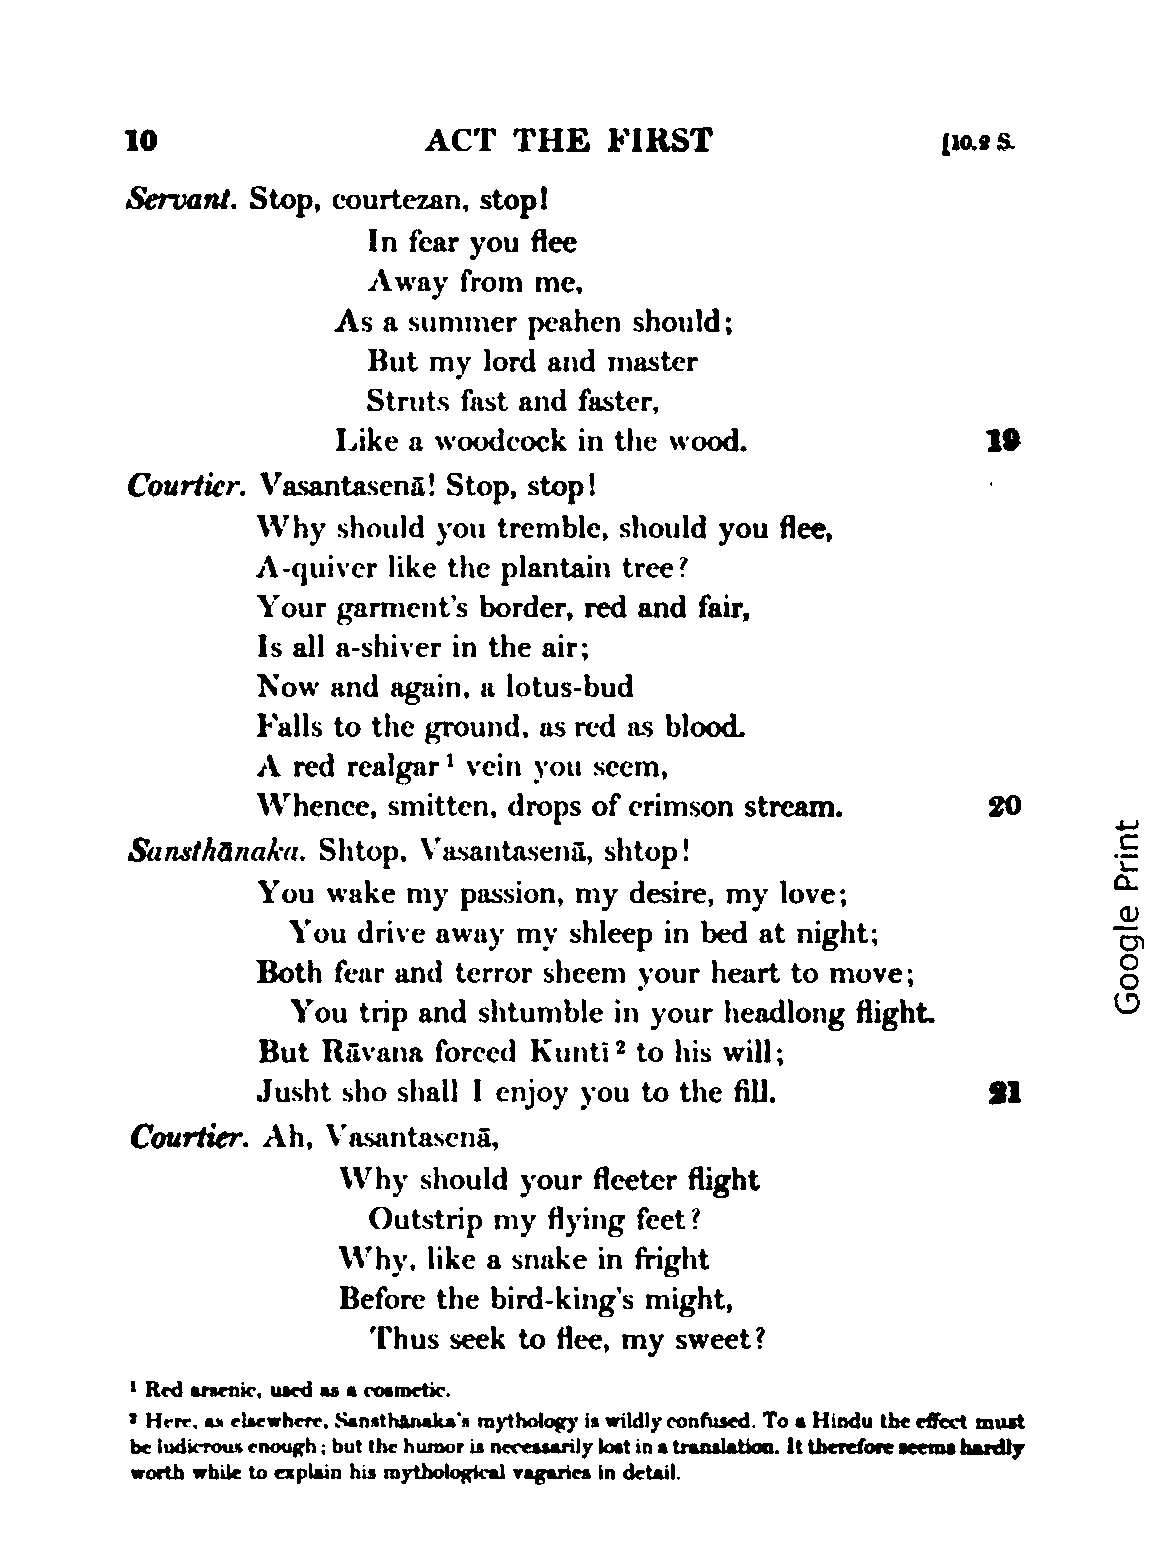 10 ACT THE FIRST [10.2 S.
Servant. Stop, courtezan, stop!
In fear you flee
Away from me,
As a summer peahen should;
But my lord and master
Struts fast and faster,
Like a woodcock in the wood. 19
Courtier. Vasantasenā! Stop, stop!
Why should you tremble, should you flee,
A-quiver like the plantain tree?
Your garment's border, red and fair,
Is all a-shiver in the air;
Now and again, a lotus-bud
Falls to the ground, as red as blood.
A red realgar¹ vein you seem,
Whence, smitten, drops of crimson stream. 20
Sansthānaka. Shtop, Vasantasenā, shtop!
You wake my passion, my desire, my love;
You drive away my shleep in bed at night;
Both fear and terror sheem your heart to move;
You trip and shtumble in your headlong flight.
But Rāvana forced Kuntī² to his will;
Jusht sho shall I enjoy you to the fill. 21
Courtier. Ah, Vasantasenā,
Why should your fleeter flight
Outstrip my flying feet?
Why, like a snake in fright
Before the bird-king's might,
Thus seek to flee, my sweet?
¹ Red arsenic, used as a cosmetic.
² Here, as elsewhere, Sansthānaka's mythology is wildly confused. To a Hindu the effect must
be ludicrous enough; but the humor is necessarily lost in a translation. It therefore seems hardly
worth while to explain his mythological vagaries in detail.
Google Print